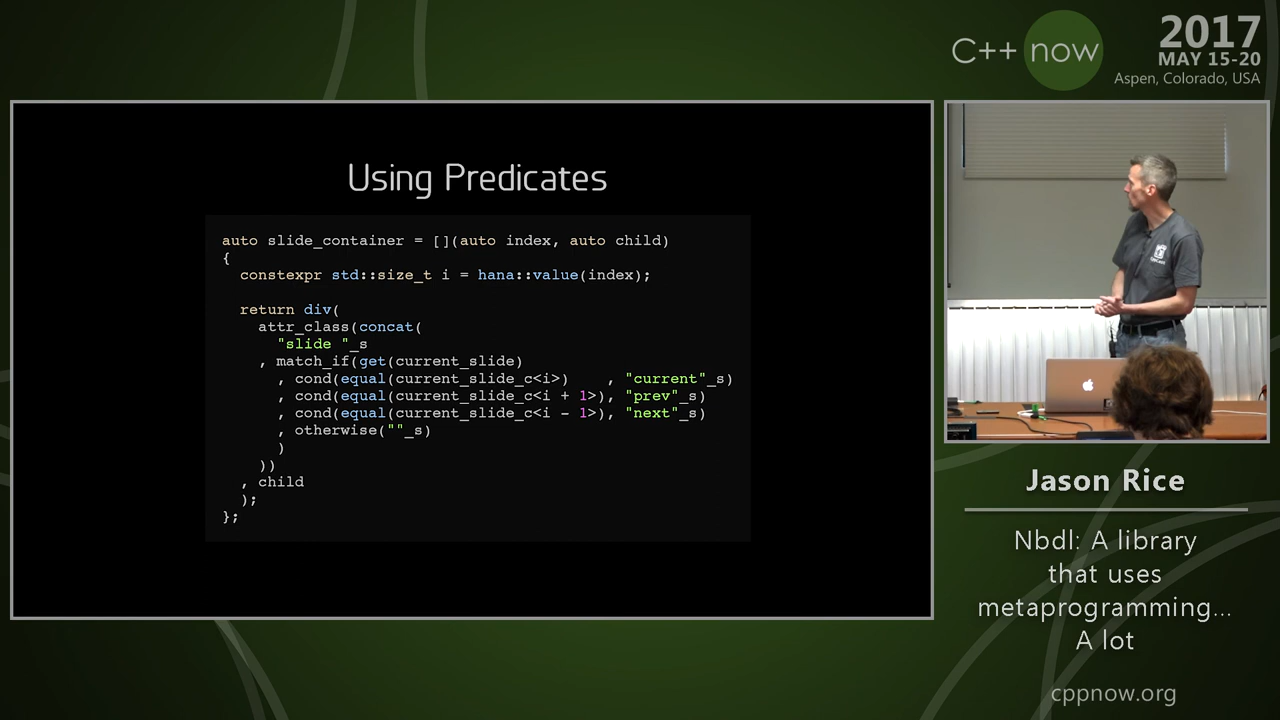 C++ now
2017
MAY 15-20
Aspen, Colorado, USA
Using Predicates
auto slide_container = [](auto index, auto child)
{
  constexpr std::size_t i = hana::value(index);
  return div(
    attr_class(concat(
      "slide "_s
    , match_if(get(current_slide)
      , cond(equal(current_slide_c<i>)    , "current"_s)
      , cond(equal(current_slide_c<i + 1>), "prev"_s)
      , cond(equal(current_slide_c<i - 1>), "next"_s)
      , otherwise(""_s)
      )
    ))
  , child
  );
};
Jason Rice
Nbdl: A library
that uses
metaprogramming...
A lot
cppnow.org